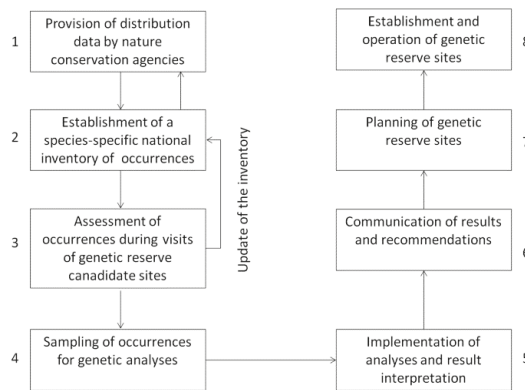 1
Provision of distribution
data by nature
conservation agencies
2
Establishment of a
species-specific national
inventory of occurrences
3
Assessment of
occurrences during visits
of genetic reserve
canadidate sites
4
Sampling of occurrences
for genetic analyses
Update of the inventory
Implementation of
analyses and result
interpretation
5
Communication of results
and recommendations
6
Planning of genetic
reserve sites
7
Establishment and
operation of genetic
reserve sites
8